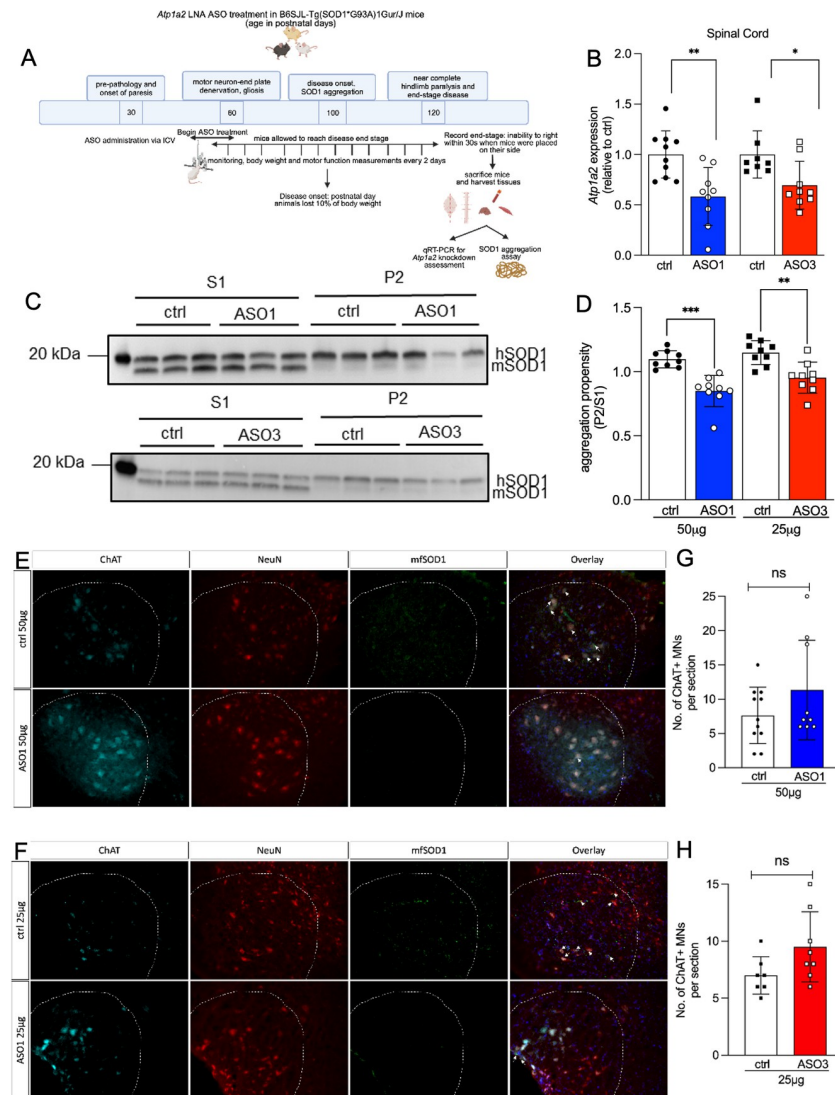 Atp1a2 LNA ASO treatment in B6SJL-Tg(SOD1*G93A)1Gur/J mice
(age in postnatal days)
A
pre-pathology and
onset of paresis
motor neuron-end plate
denervation, gliosis
disease onset,
SOD1 aggregation
near complete
hindlimb paralysis and
end-stage disease
30
60
100
120
ASO administration via ICV
Begin ASO treatment
mice allowed to reach disease end stage
monitoring, body weight and motor function measurements every 2 days
Disease onset: postnatal day
animals lost 10% of body weight
Record end-stage: inability to right
within 30s when mice were placed
on their side
sacrifice mice
and harvest tissues
qRT-PCR for
Atp1a2 knockdown
assessment
SOD1 aggregation
assay
B
Spinal Cord
Atp1a2 expression
(relative to ctrl)
2.0
1.5
1.0
0.5
0.0
**
*
ctrl
ASO1
ctrl
ASO3
C
S1
P2
ctrl
ASO1
ctrl
ASO1
20 kDa
hSOD1
mSOD1
S1
P2
ctrl
ASO3
ctrl
ASO3
20 kDa
hSOD1
mSOD1
D
aggregation propensity
(P2/S1)
1.5
1.0
1.0
0.0
***
**
ctrl
ASO1
ctrl
ASO3
50µg
25µg
E
ChAT
NeuN
mfSOD1
Overlay
ctrl 50µg
ASO1 50µg
G
ns
No. of ChAT+ MNs
per section
25
20
15
10
5
0
ctrl
ASO1
50µg
F
ChAT
NeuN
mfSOD1
Overlay
ctrl 25µg
ASO1 25µg
H
ns
No. of ChAT+ MNs
per section
15
10
5
0
ctrl
ASO3
25µg